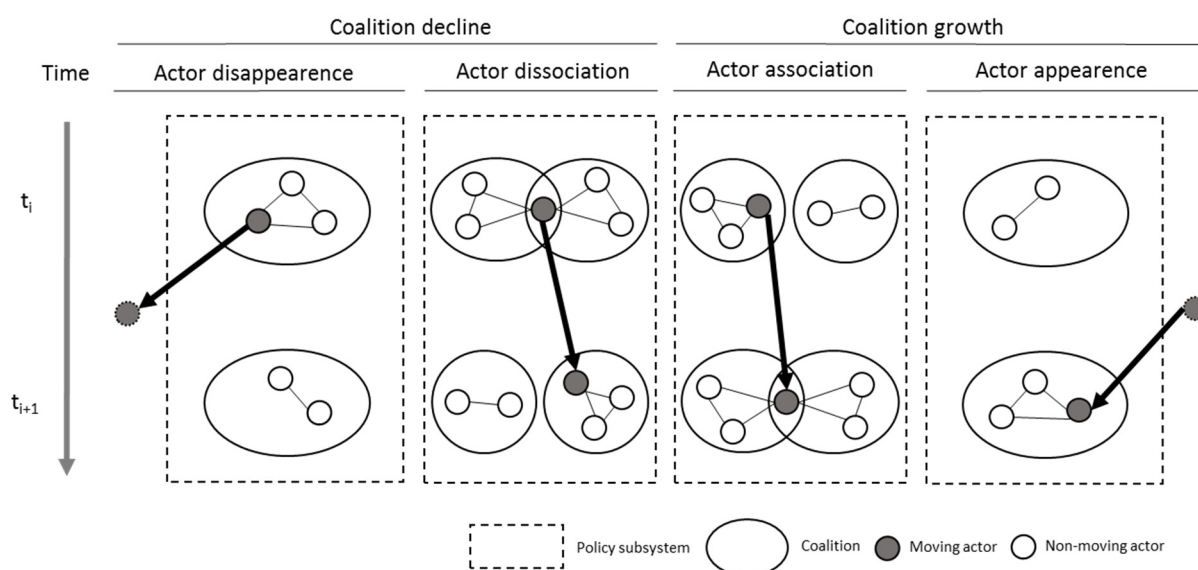 Coalition decline
Coalition growth
Time
Actor disappearence
Actor dissociation
Actor association
Actor appearence
ti
ti+1
Policy subsystem
Coalition
Moving actor
Non-moving actor